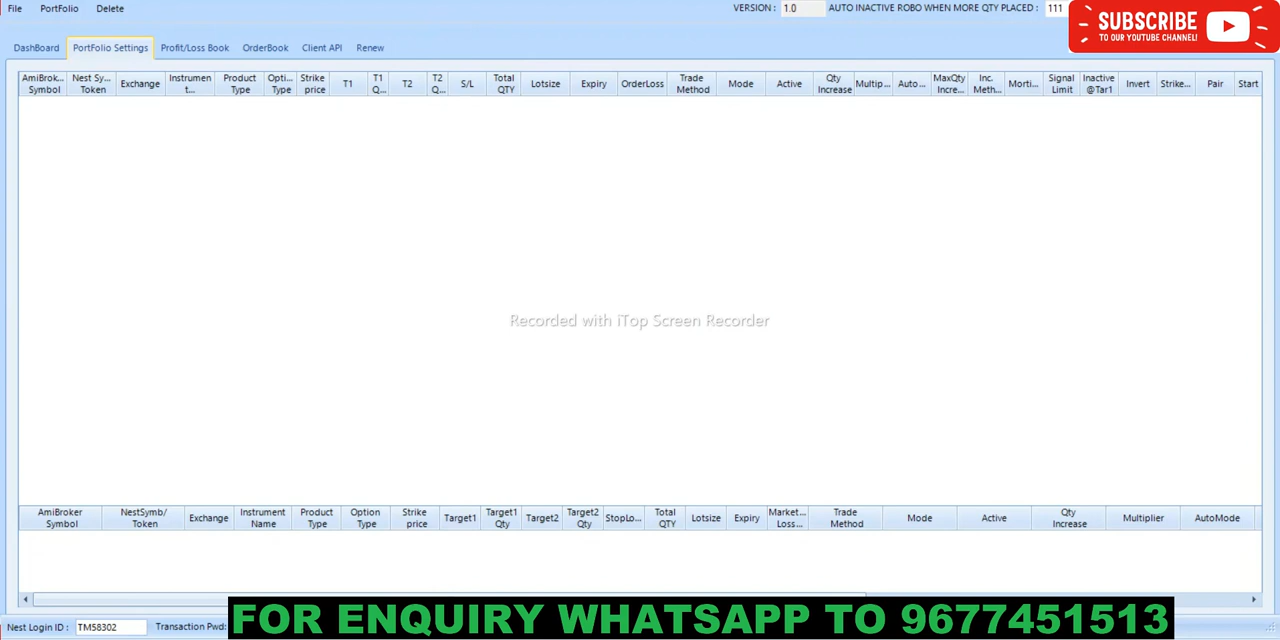 File PortFolio Delete VERSION : 1.0 AUTO INACTIVE ROBO WHEN MORE QTY PLACED : 111
SUBSCRIBE
TO OUR YOUTUBE CHANNEL!
DashBoard PortFolio Settings Profit/Loss Book OrderBook Client API Renew
AmiBrok... Symbol Nest Sy... Token Exchange Instrumen t... Product Type Opti... Type Strike price T1 T1 Q... T2 T2 Q... S/L Total QTY Lotsize Expiry OrderLoss Trade Method Mode Active Qty Increase Multip... Auto... MaxQty Incre... Inc. Meth... Morti... Signal Limit Inactive @Tar1 Invert Strike... Pair Start
Recorded with iTop Screen Recorder
AmiBroker Symbol NestSymb/ Token Exchange Instrument Name Product Type Option Type Strike price Target1 Target1 Qty Target2 Target2 Qty StopLo... Total QTY Lotsize Expiry Market... Loss... Trade Method Mode Active Qty Increase Multiplier AutoMode
Nest Login ID : TMS8302 Transaction Pwd:
FOR ENQUIRY WHATSAPP TO 9677451513